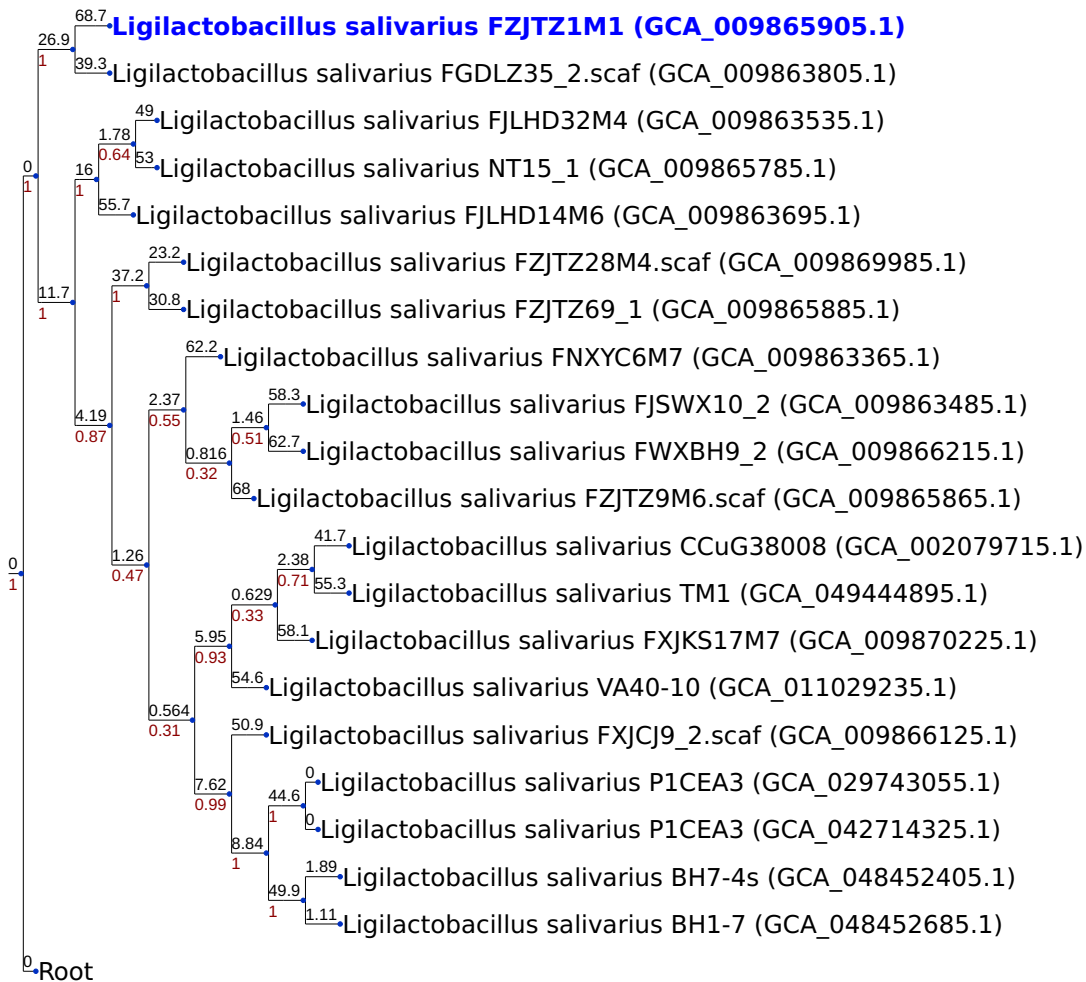 68.7
Ligilactobacillus salivarius FZJTZ1M1 (GCA_009865905.1)
26.9
1
39.3
Ligilactobacillus salivarius FGDLZ35_2.scaf (GCA_009863805.1)
49
Ligilactobacillus salivarius FJLHD32M4 (GCA_009863535.1)
1.78
0.64
53
Ligilactobacillus salivarius NT15_1 (GCA_009865785.1)
0
1
16
1
55.7
Ligilactobacillus salivarius FJLHD14M6 (GCA_009863695.1)
23.2
Ligilactobacillus salivarius FZJTZ28M4.scaf (GCA_009869985.1)
37.2
1
11.7
1
30.8
Ligilactobacillus salivarius FZJTZ69_1 (GCA_009865885.1)
62.2
Ligilactobacillus salivarius FNXYC6M7 (GCA_009863365.1)
2.37
0.55
58.3
Ligilactobacillus salivarius FJSWX10_2 (GCA_009863485.1)
4.19
0.87
1.46
0.51
62.7
Ligilactobacillus salivarius FWXBH9_2 (GCA_009866215.1)
0.816
0.32
68
Ligilactobacillus salivarius FZJTZ9M6.scaf (GCA_009865865.1)
41.7
Ligilactobacillus salivarius CCuG38008 (GCA_002079715.1)
0
1
1.26
0.47
2.38
0.71
55.3
Ligilactobacillus salivarius TM1 (GCA_049444895.1)
0.629
0.33
58.1
Ligilactobacillus salivarius FXJKS17M7 (GCA_009870225.1)
5.95
0.93
54.6
Ligilactobacillus salivarius VA40-10 (GCA_011029235.1)
0.564
0.31
50.9
Ligilactobacillus salivarius FXJCJ9_2.scaf (GCA_009866125.1)
7.62
0.99
0
Ligilactobacillus salivarius P1CEA3 (GCA_029743055.1)
44.6
1
0
Ligilactobacillus salivarius P1CEA3 (GCA_042714325.1)
8.84
1
1.89
Ligilactobacillus salivarius BH7-4s (GCA_048452405.1)
49.9
1
1.11
Ligilactobacillus salivarius BH1-7 (GCA_048452685.1)
0
Root